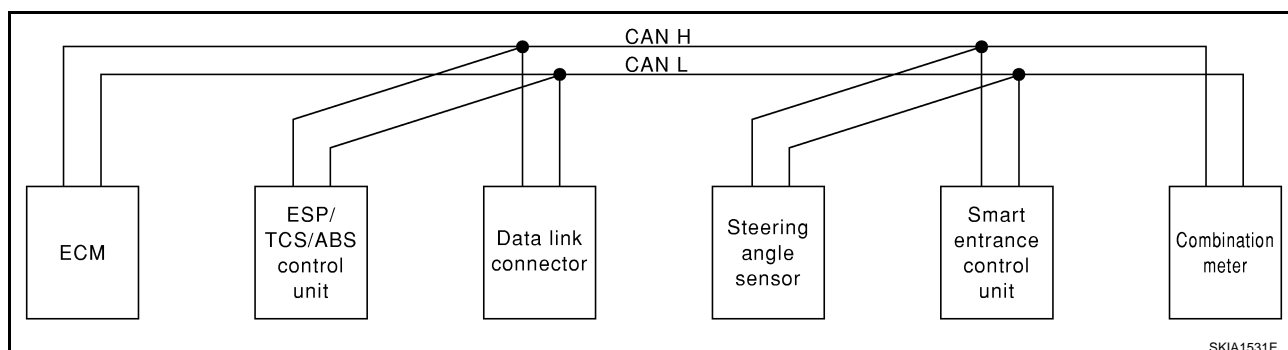 CAN H
CAN L
ECM
ESP/
TCS/ABS
control
unit
Data link
connector
Steering
angle
sensor
Smart
entrance
control
unit
Combination
meter
SKIA1531E